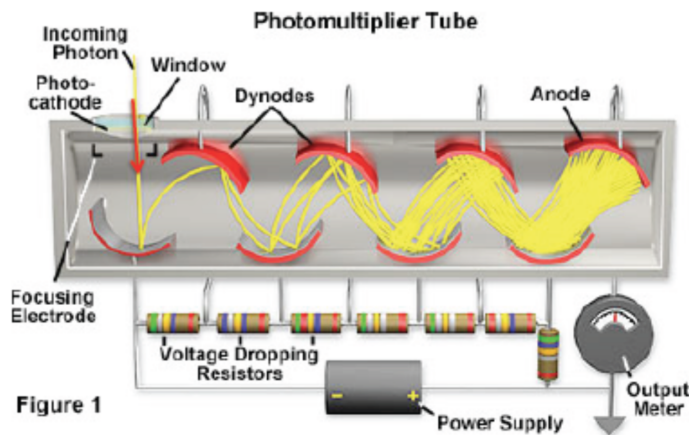 Photomultiplier Tube
Incoming
Photon
Window
Photo-
cathode
Dynodes
Anode
Focusing
Electrode
Voltage Dropping
Resistors
Figure 1
-
+
Power Supply
Output
Meter